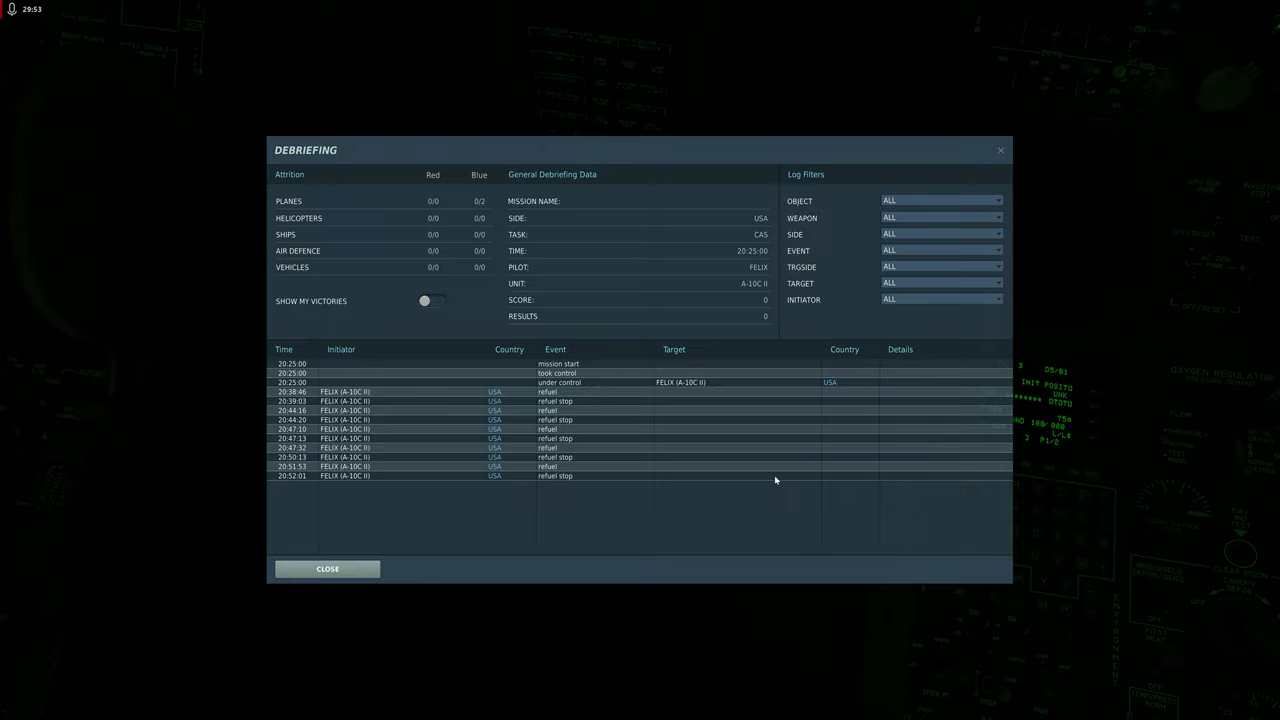 29:53
DEBRIEFING
Attrition Red Blue General Debriefing Data Log Filters
PLANES 0/0 0/2 MISSION NAME: OBJECT ALL
HELICOPTERS 0/0 0/0 SIDE: USA WEAPON ALL
SHIPS 0/0 0/0 TASK: CAS SIDE ALL
AIR DEFENCE 0/0 0/0 TIME: 20:25:00 EVENT ALL
VEHICLES 0/0 0/0 PILOT: FELIX TRGSIDE ALL
UNIT: A-10C II TARGET ALL
SHOW MY VICTORIES SCORE: 0 INITIATOR ALL
RESULTS 0
Time Initiator Country Event Target Country Details
20:25:00 mission start
20:25:00 took control
20:25:00 under control FELIX (A-10C II) USA
20:38:46 FELIX (A-10C II) USA refuel
20:39:03 FELIX (A-10C II) USA refuel stop
20:44:16 FELIX (A-10C II) USA refuel
20:44:20 FELIX (A-10C II) USA refuel stop
20:47:10 FELIX (A-10C II) USA refuel
20:47:13 FELIX (A-10C II) USA refuel stop
20:47:32 FELIX (A-10C II) USA refuel
20:50:13 FELIX (A-10C II) USA refuel stop
20:51:53 FELIX (A-10C II) USA refuel
20:52:01 FELIX (A-10C II) USA refuel stop
CLOSE
INIT POSIT
UNK
L/L
3 P1/2
OXYGEN REGULATOR